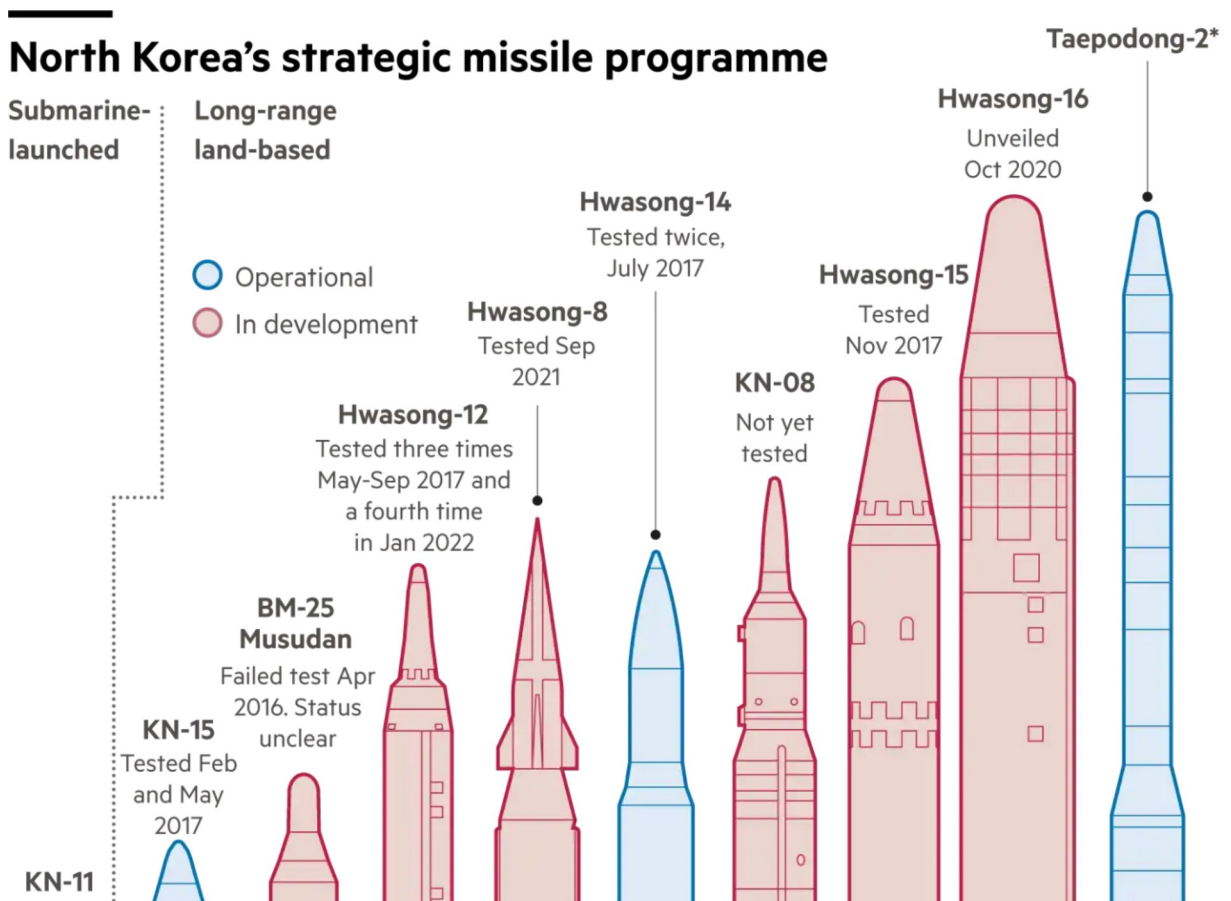 North Korea's strategic missile programme
Submarine-
launched
Long-range
land-based
Operational
In development
KN-11
KN-15
Tested Feb
and May
2017
BM-25
Musudan
Failed test Apr
2016. Status
unclear
Hwasong-12
Tested three times
May-Sep 2017 and
a fourth time
in Jan 2022
Hwasong-8
Tested Sep
2021
Hwasong-14
Tested twice,
July 2017
KN-08
Not yet
tested
Hwasong-15
Tested
Nov 2017
Hwasong-16
Unveiled
Oct 2020
Taepodong-2*